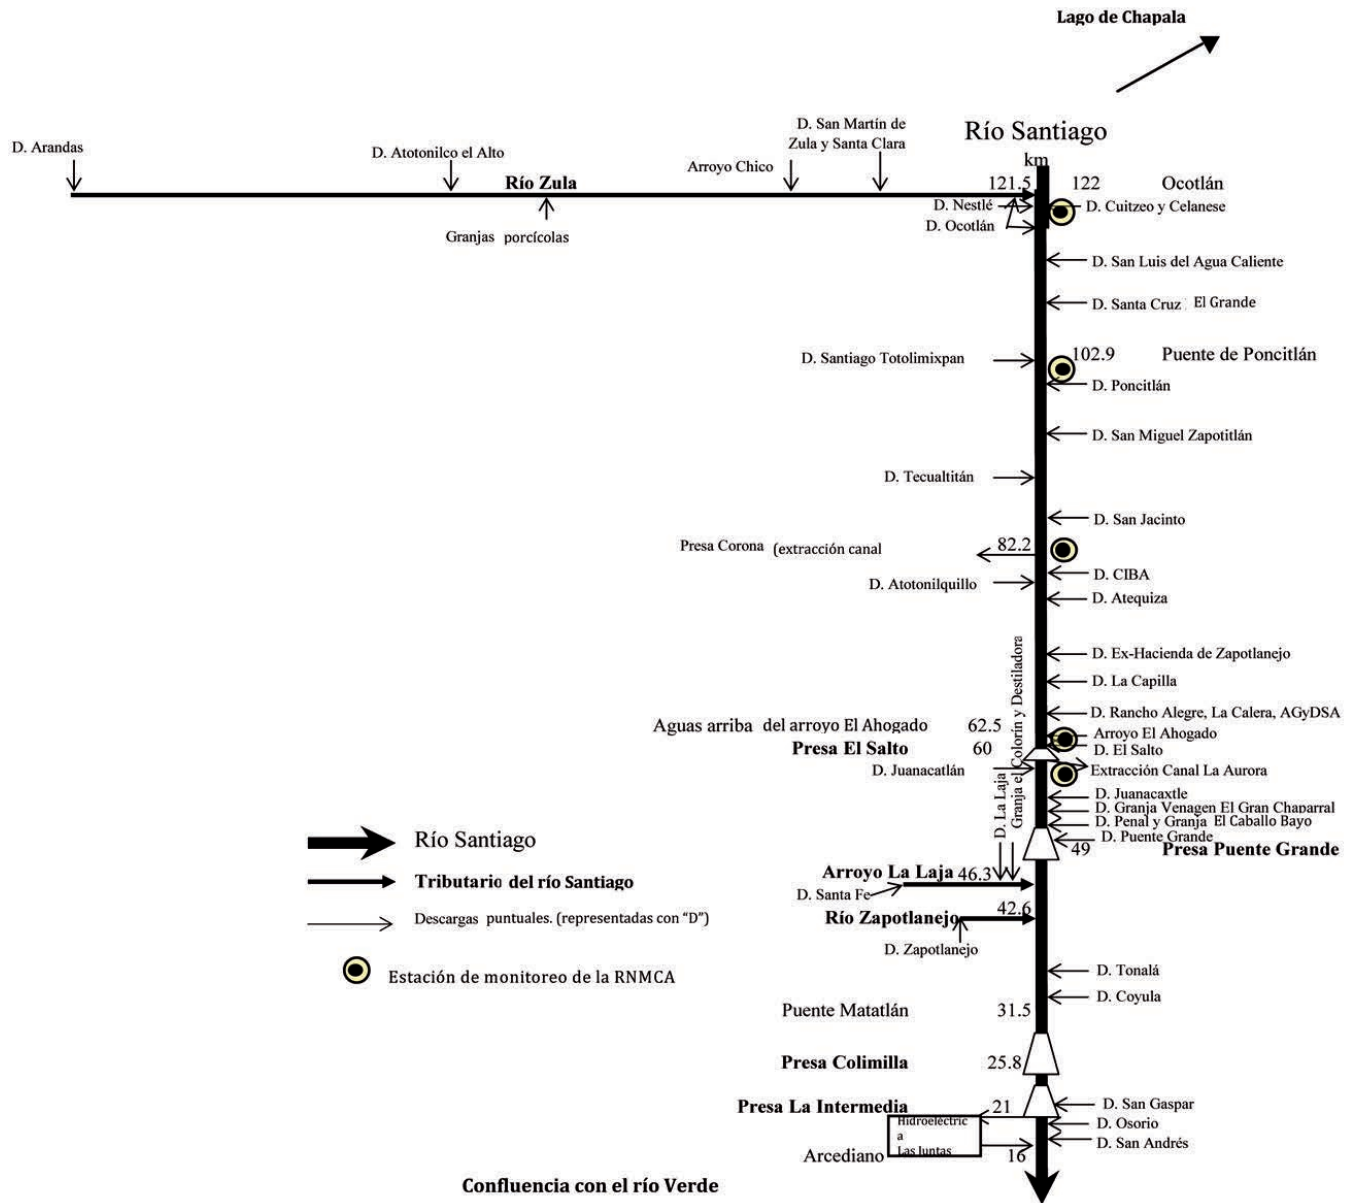 Lago de Chapala
Río Santiago
km
D. Arandas
D. Atotonilco el Alto
Arroyo Chico
D. San Martín de
Zula y Santa Clara
Río Zula
Granjas porcícolas
121.5
122
Ocotlán
D. Nestlé
D. Cuitzeo y Celanese
D. Ocotlán
D. San Luis del Agua Caliente
D. Santa Cruz El Grande
D. Santiago Totolimixpan
102.9
Puente de Poncitlán
D. Poncitlán
D. San Miguel Zapotitlán
D. Tecualtitán
D. San Jacinto
Presa Corona (extracción canal
82.2
D. CIBA
D. Atotonilquillo
D. Atequiza
D. Ex-Hacienda de Zapotlanejo
D. La Capilla
D. Rancho Alegre, La Calera, AGyDSA
Aguas arriba del arroyo El Ahogado
62.5
Arroyo El Ahogado
Presa El Salto
60
D. El Salto
D. Juanacatlán
Extracción Canal La Aurora
D. La Laja
Granja el Colorín y Destiladora
D. Juanacaxtle
D. Granja Venagen El Gran Chaparral
D. Penal y Granja El Caballo Bayo
D. Puente Grande
49
Presa Puente Grande
Arroyo La Laja
46.3
D. Santa Fe
Río Zapotlanejo
42.6
D. Zapotlanejo
D. Tonalá
D. Coyula
Puente Matatlán
31.5
Presa Colimilla
25.8
Presa La Intermedia
21
D. San Gaspar
Hidroeléctric
a
Las Juntas
D. Osorio
D. San Andrés
Arcediano
16
Confluencia con el río Verde
Río Santiago
Tributario del río Santiago
Descargas puntuales. (representadas con "D")
Estación de monitoreo de la RNMCA